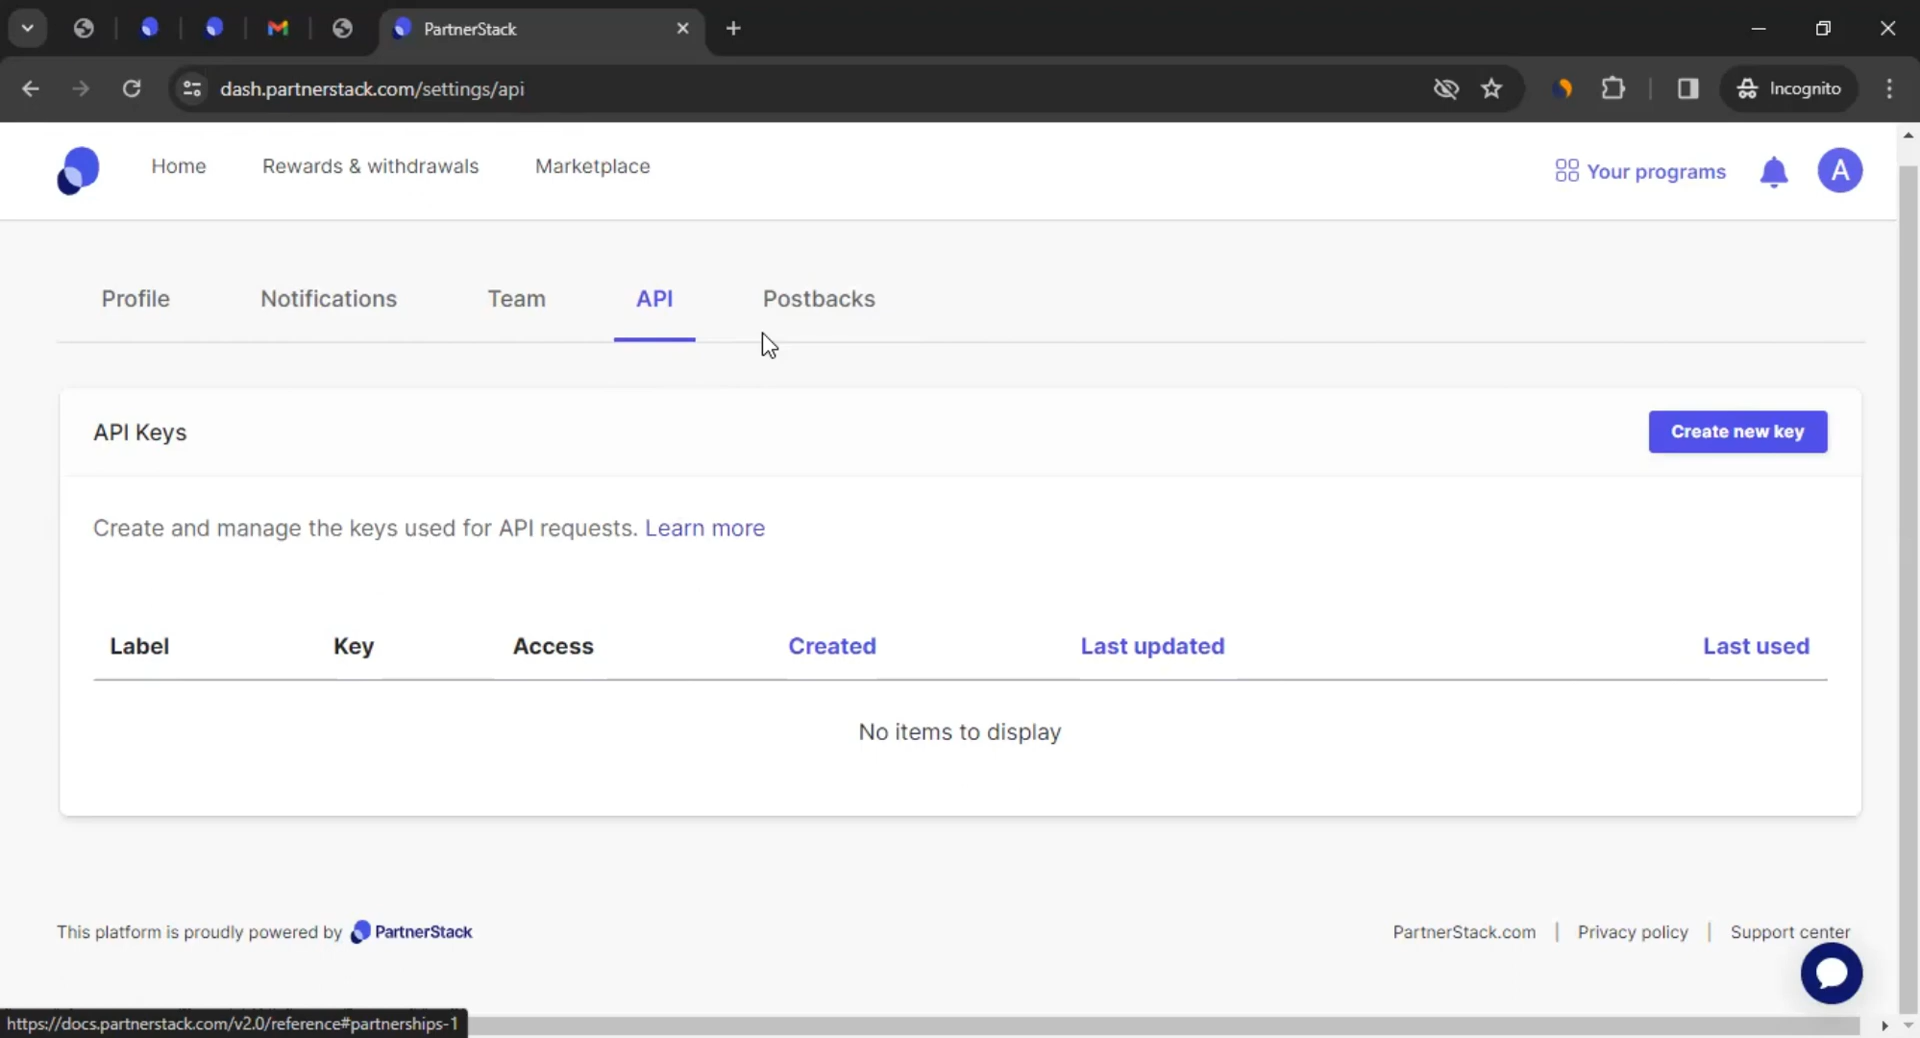 PartnerStack
dash.partnerstack.com/settings/api
Incognito
Home
Rewards & withdrawals
Marketplace
Your programs
A
Profile
Notifications
Team
API
Postbacks
API Keys
Create new key
Create and manage the keys used for API requests. Learn more
Label
Key
Access
Created
Last updated
Last used
No items to display
This platform is proudly powered by PartnerStack
PartnerStack.com | Privacy policy | Support center
https://docs.partnerstack.com/v2.0/reference#partnerships-1